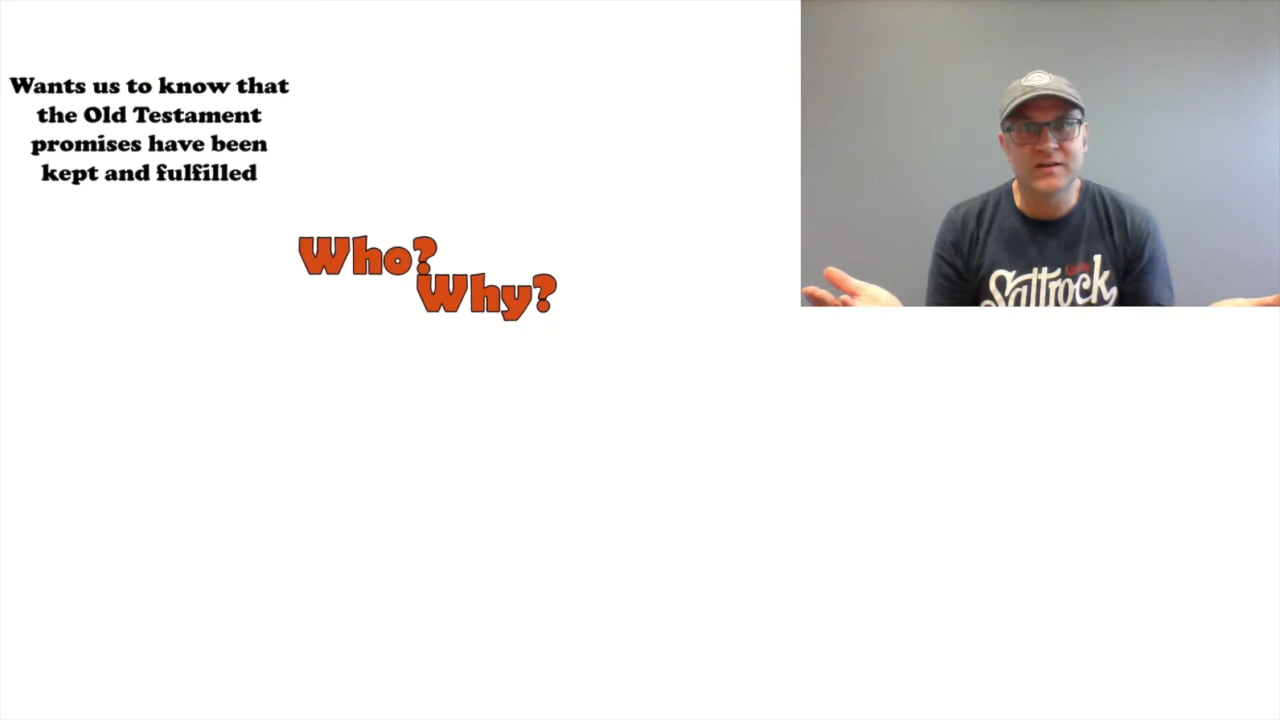 Wants us to know that
the Old Testament
promises have been
kept and fulfilled
Who?
Why?
Saltrock